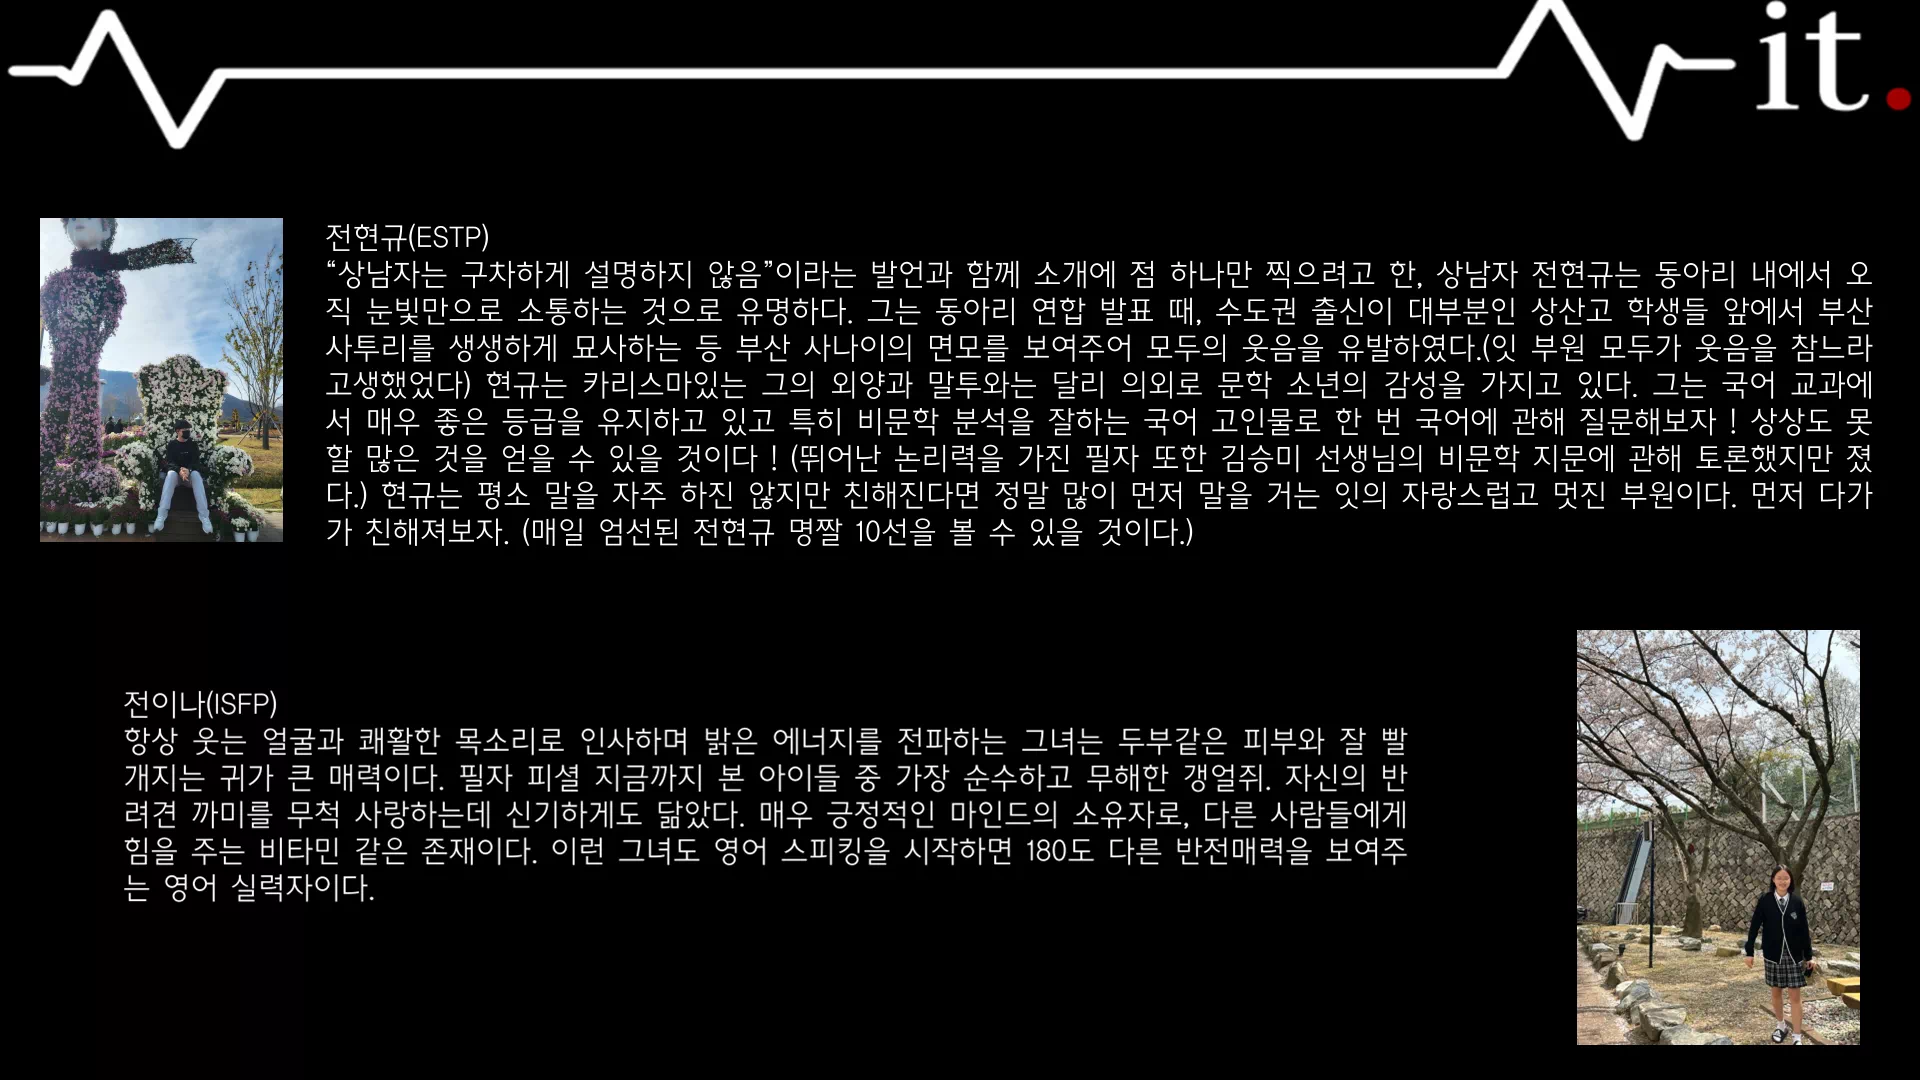 it.
전현규(ESTP)
“상남자는 구차하게 설명하지 않음”이라는 발언과 함께 소개에 점 하나만 찍으려고 한, 상남자 전현규는 동아리 내에서 오
직 눈빛만으로 소통하는 것으로 유명하다. 그는 동아리 연합 발표 때, 수도권 출신이 대부분인 상산고 학생들 앞에서 부산
사투리를 생생하게 묘사하는 등 부산 사나이의 면모를 보여주어 모두의 웃음을 유발하였다.(잇 부원 모두가 웃음을 참느라
고생했었다) 현규는 카리스마있는 그의 외양과 말투와는 달리 의외로 문학 소년의 감성을 가지고 있다. 그는 국어 교과에
서 매우 좋은 등급을 유지하고 있고 특히 비문학 분석을 잘하는 국어 고인물로 한 번 국어에 관해 질문해보자 ! 상상도 못
할 많은 것을 얻을 수 있을 것이다 ! (뛰어난 논리력을 가진 필자 또한 김승미 선생님의 비문학 지문에 관해 토론했지만 졌
다.) 현규는 평소 말을 자주 하진 않지만 친해진다면 정말 많이 먼저 말을 거는 잇의 자랑스럽고 멋진 부원이다. 먼저 다가
가 친해져보자. (매일 엄선된 전현규 명짤 10선을 볼 수 있을 것이다.)
전이나(ISFP)
항상 웃는 얼굴과 쾌활한 목소리로 인사하며 밝은 에너지를 전파하는 그녀는 두부같은 피부와 잘 빨
개지는 귀가 큰 매력이다. 필자 피셜 지금까지 본 아이들 중 가장 순수하고 무해한 갱얼쥐. 자신의 반
려견 까미를 무척 사랑하는데 신기하게도 닮았다. 매우 긍정적인 마인드의 소유자로, 다른 사람들에게
힘을 주는 비타민 같은 존재이다. 이런 그녀도 영어 스피킹을 시작하면 180도 다른 반전매력을 보여주
는 영어 실력자이다.